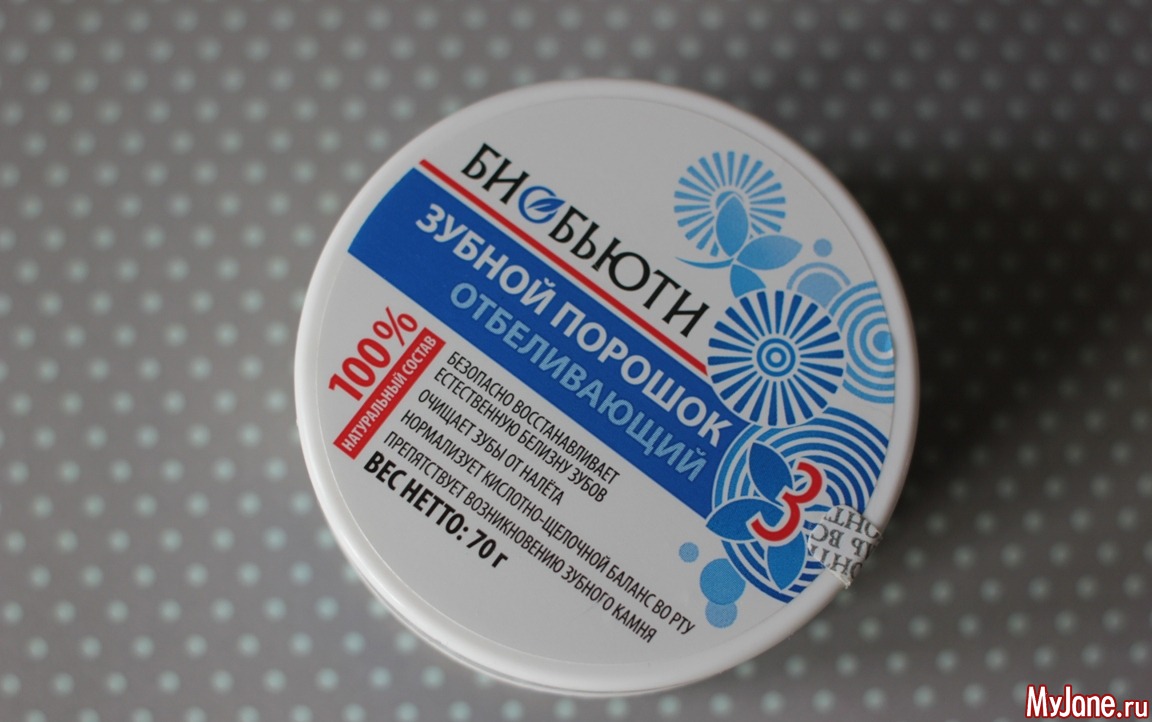 БИОБЬЮТИ
ЗУБНОЙ ПОРОШОК
ОТБЕЛИВАЮЩИЙ
100%
НАТУРАЛЬНЫЙ СОСТАВ
БЕЗОПАСНО ВОССТАНАВЛИВАЕТ
ЕСТЕСТВЕННУЮ БЕЛИЗНУ ЗУБОВ
ОЧИЩАЕТ ЗУБЫ ОТ НАЛЁТА
НОРМАЛИЗУЕТ КИСЛОТНО-ЩЕЛОЧНОЙ БАЛАНС ВО РТУ
ПРЕПЯТСТВУЕТ ВОЗНИКНОВЕНИЮ ЗУБНОГО КАМНЯ
ВЕС НЕТТО: 70 г
3
MyJane.ru